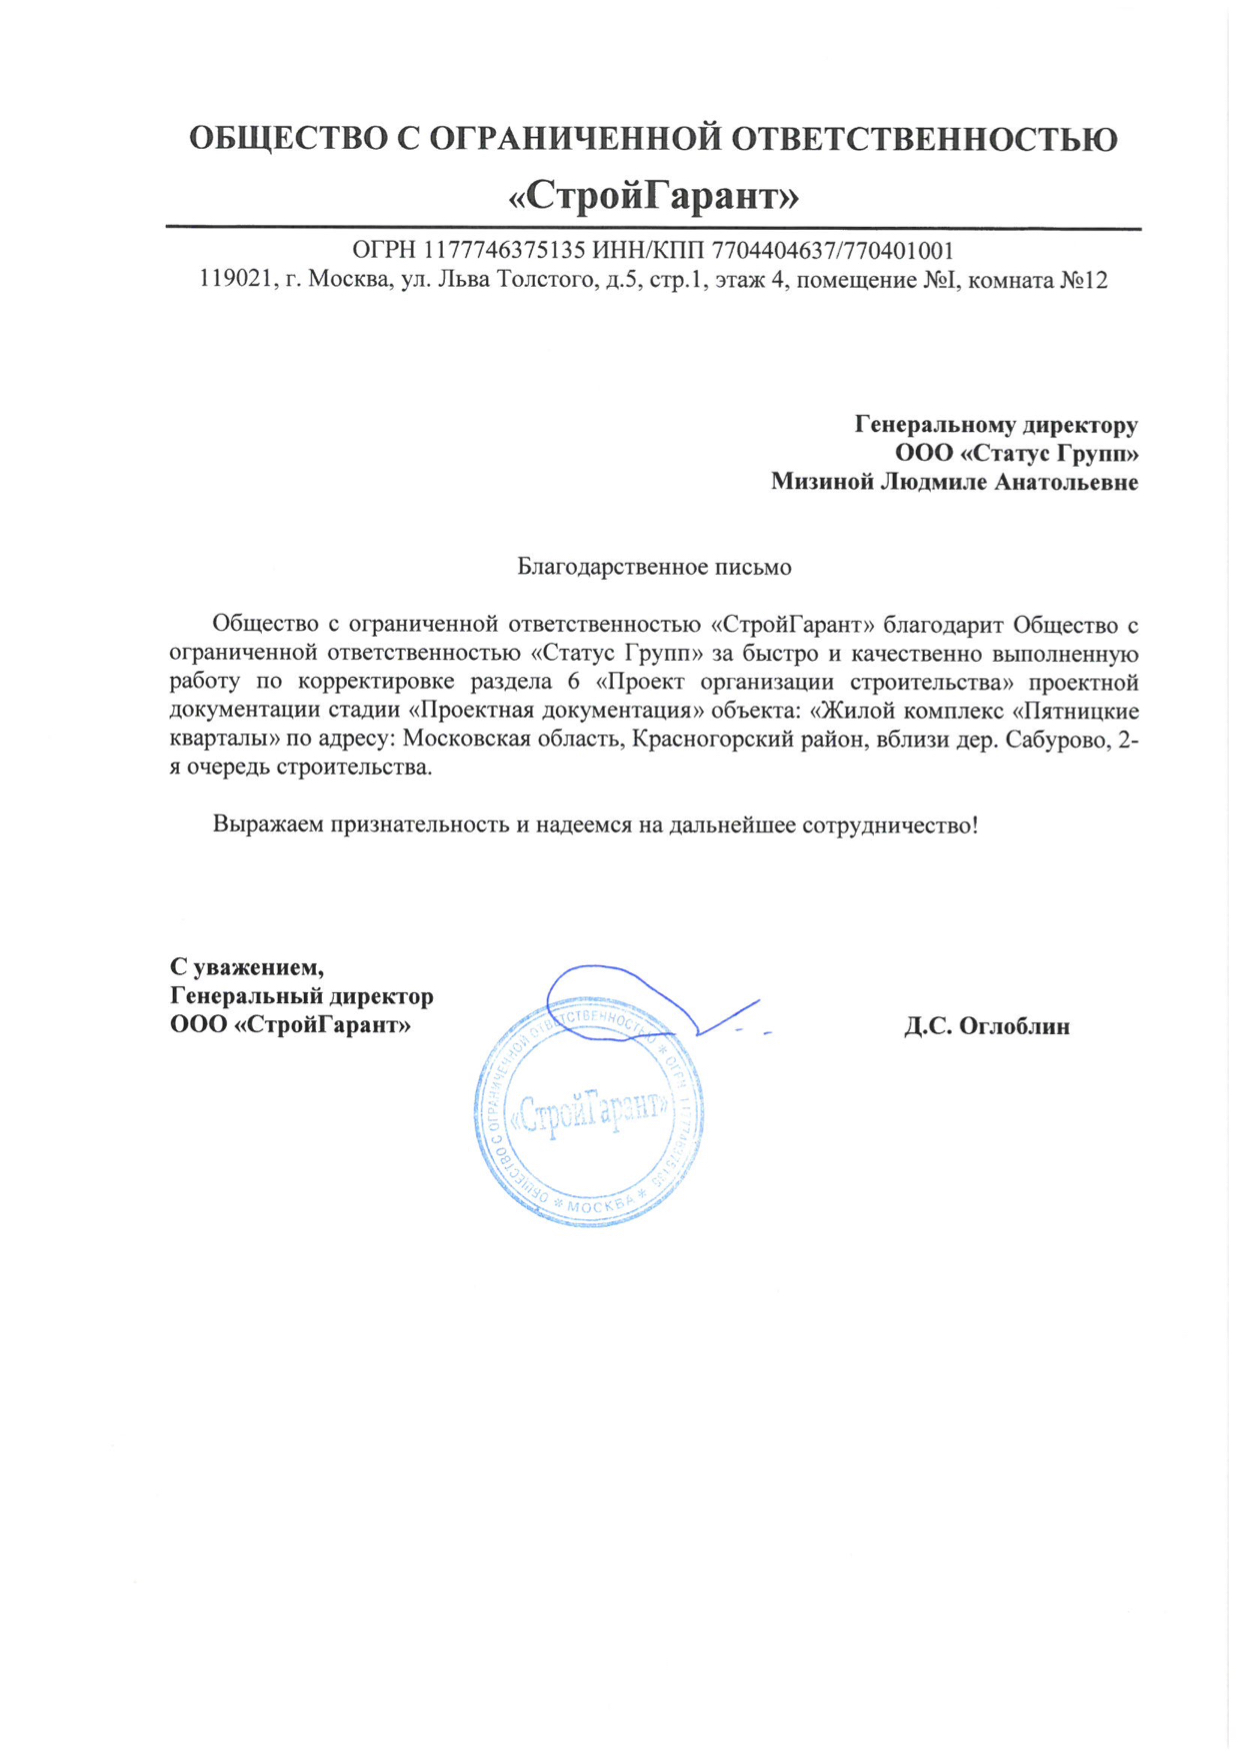 ОБЩЕСТВО С ОГРАНИЧЕННОЙ ОТВЕТСТВЕННОСТЬЮ
«СтройГарант»
ОГРН 1177746375135 ИНН/КПП 7704404637/770401001
119021, г. Москва, ул. Льва Толстого, д.5, стр.1, этаж 4, помещение №I, комната №12
Генеральному директору
ООО «Статус Групп»
Мизиной Людмиле Анатольевне
Благодарственное письмо
Общество с ограниченной ответственностью «СтройГарант» благодарит Общество с
ограниченной ответственностью «Статус Групп» за быстро и качественно выполненную
работу по корректировке раздела 6 «Проект организации строительства» проектной
документации стадии «Проектная документация» объекта: «Жилой комплекс «Пятницкие
кварталы» по адресу: Московская область, Красногорский район, вблизи дер. Сабурово, 2-
я очередь строительства.
Выражаем признательность и надеемся на дальнейшее сотрудничество!
С уважением,
Генеральный директор
ООО «СтройГарант»
Д.С. Оглоблин
ОБЩЕСТВО С ОГРАНИЧЕННОЙ ОТВЕТСТВЕННОСТЬЮ * ОГРН 1177746375135 * МОСКВА *
«СтройГарант»